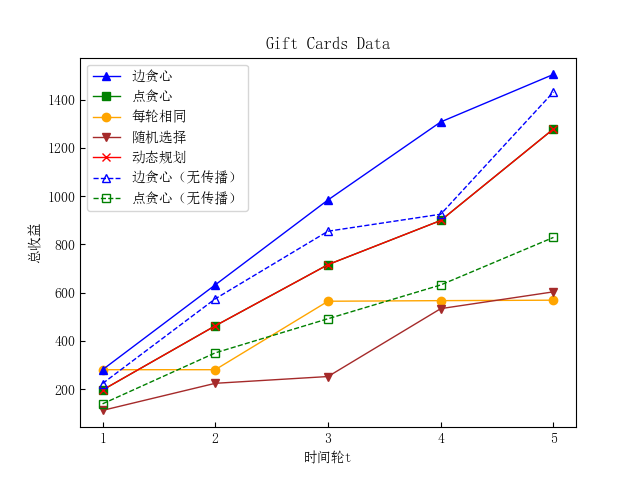 Gift Cards Data
边贪心
点贪心
每轮相同
随机选择
动态规划
边贪心（无传播）
点贪心（无传播）
总收益
1400
1200
1000
800
600
400
200
1 2 3 4 5
时间轮t